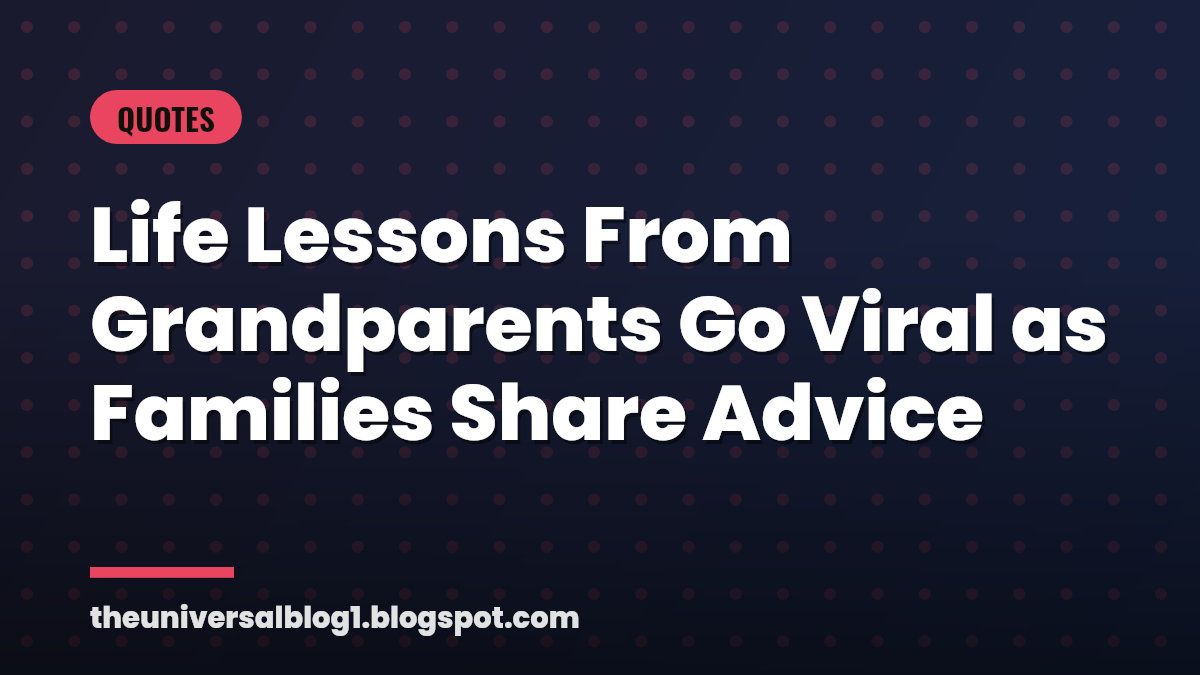 QUOTES
Life Lessons From
Grandparents Go Viral as
Families Share Advice
theuniversalblog1.blogspot.com